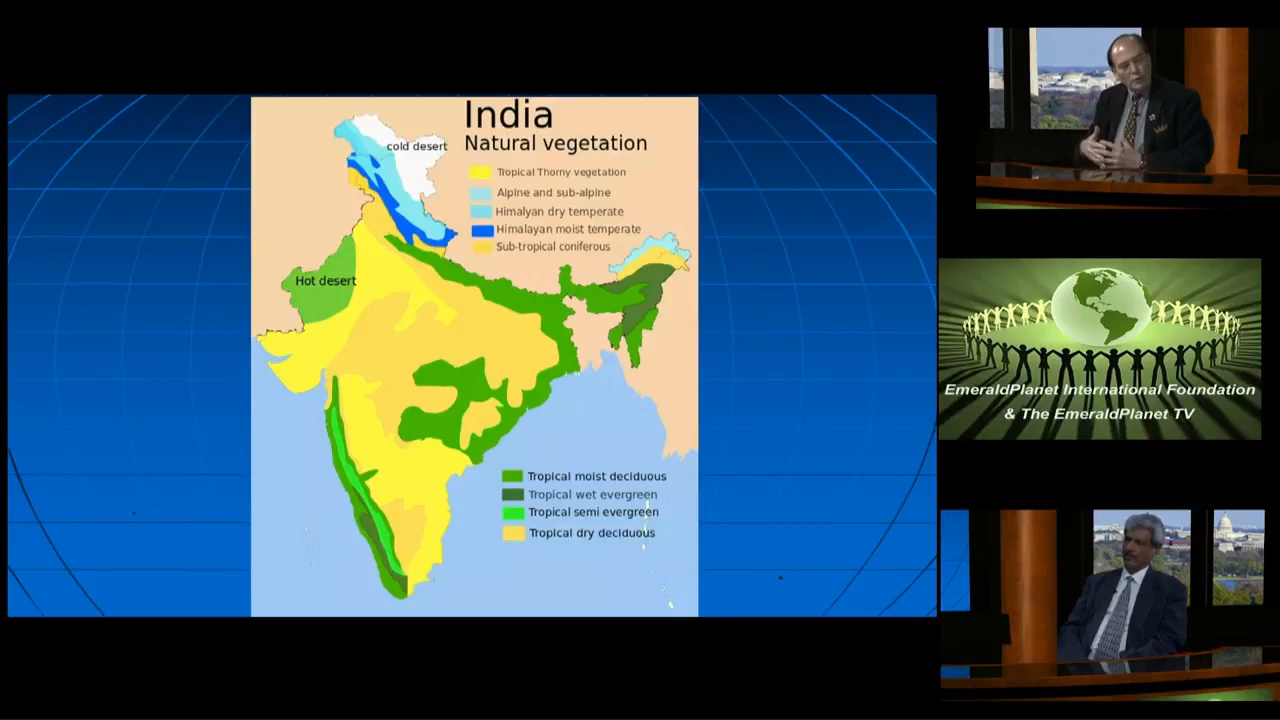 India
Natural vegetation
cold desert
Tropical Thorny vegetation
Alpine and sub-alpine
Himalyan dry temperate
Himalayan moist temperate
Sub-tropical coniferous
Hot desert
Tropical moist deciduous
Tropical wet evergreen
Tropical semi evergreen
Tropical dry deciduous
EmeraldPlanet International Foundation
& The EmeraldPlanet TV